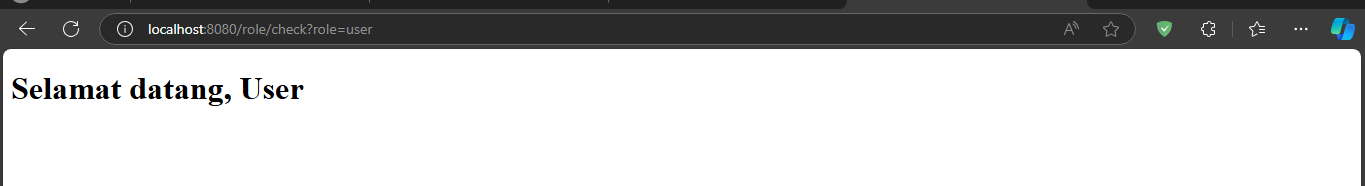 localhost:8080/role/check?role=user
Selamat datang, User